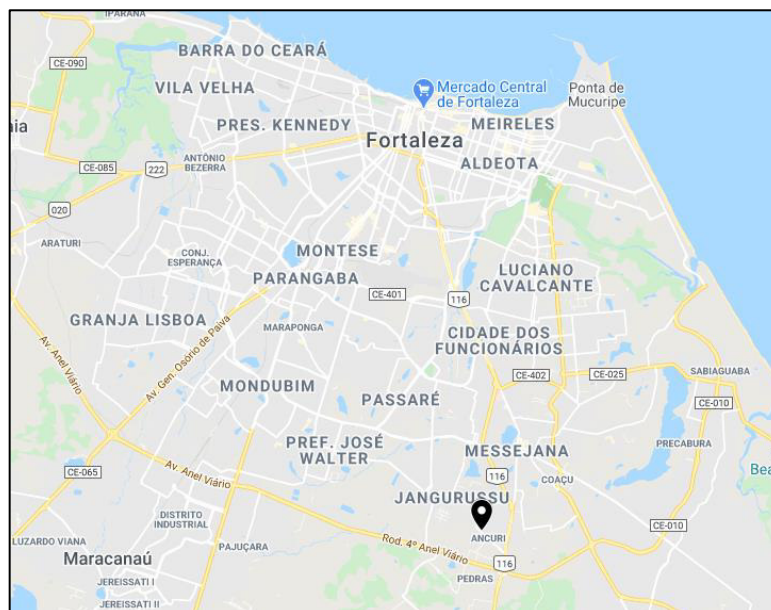 IPARANA
BARRA DO CEARÁ
CE-090
VILA VELHA
Mercado Central
de Fortaleza
Ponta de
Mucuripe
PRES. KENNEDY
MEIRELES
Fortaleza
ALDEOTA
ANTÔNIO
BEZERRA
CE-085
222
020
ARATURI
CONJ.
ESPERANÇA
MONTESE
PARANGABA
LUCIANO
CAVALCANTE
CE-401
116
GRANJA LISBOA
MARAPONGA
CIDADE DOS
FUNCIONÁRIOS
Av. Anel Viário
Av. Gen. Osório de Paiva
SABIAGUABA
CE-402
CE-025
MONDUBIM
PASSARÉ
CE-010
PREF. JOSÉ
WALTER
MESSEJANA
PRECABURA
CE-065
Av. Anel Viário
116
COAÇU
JANGURUSSU
DISTRITO
INDUSTRIAL
CE-010
LUZARDO VIANA
PAJUÇARA
Rod. 4º Anel Viário
ANCURI
Maracanaú
116
PEDRAS
JEREISSATI I
JEREISSATI II